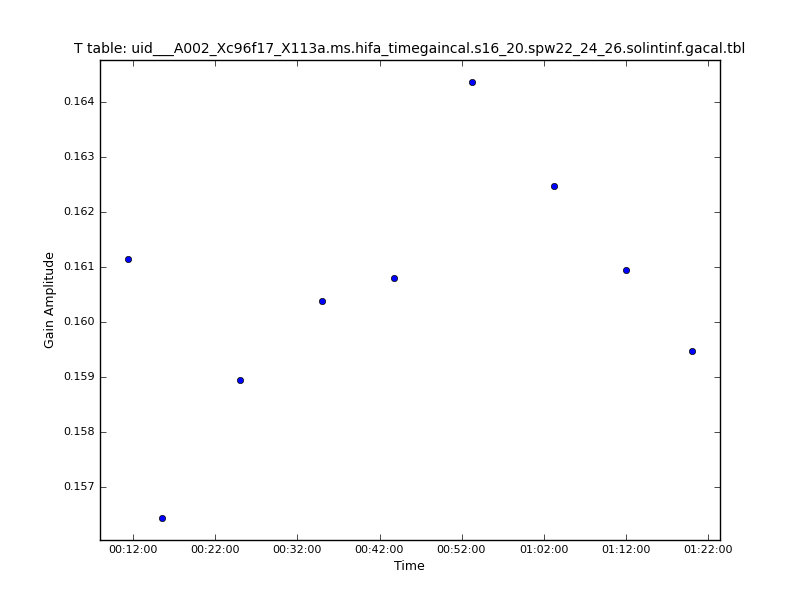 T table: uid___A002_Xc96f17_X113a.ms.hifa_timegaincal.s16_20.spw22_24_26.solintinf.gacal.tbl
0.164
0.163
0.162
0.161
0.160
0.159
0.158
0.157
Gain Amplitude
00:12:00 00:22:00 00:32:00 00:42:00 00:52:00 01:02:00 01:12:00 01:22:00
Time